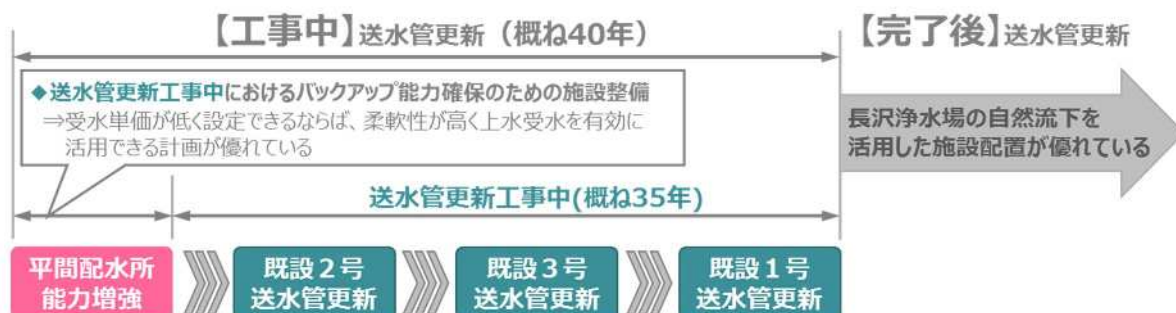 【工事中】送水管更新（概ね40年）
【完了後】送水管更新
◆送水管更新工事中におけるバックアップ能力確保のための施設整備
⇒受水単価が低く設定できるならば、柔軟性が高く上水受水を有効に
活用できる計画が優れている
長沢浄水場の自然流下を
活用した施設配置が優れている
送水管更新工事中(概ね35年)
平間配水所
能力増強
既設２号
送水管更新
既設３号
送水管更新
既設１号
送水管更新